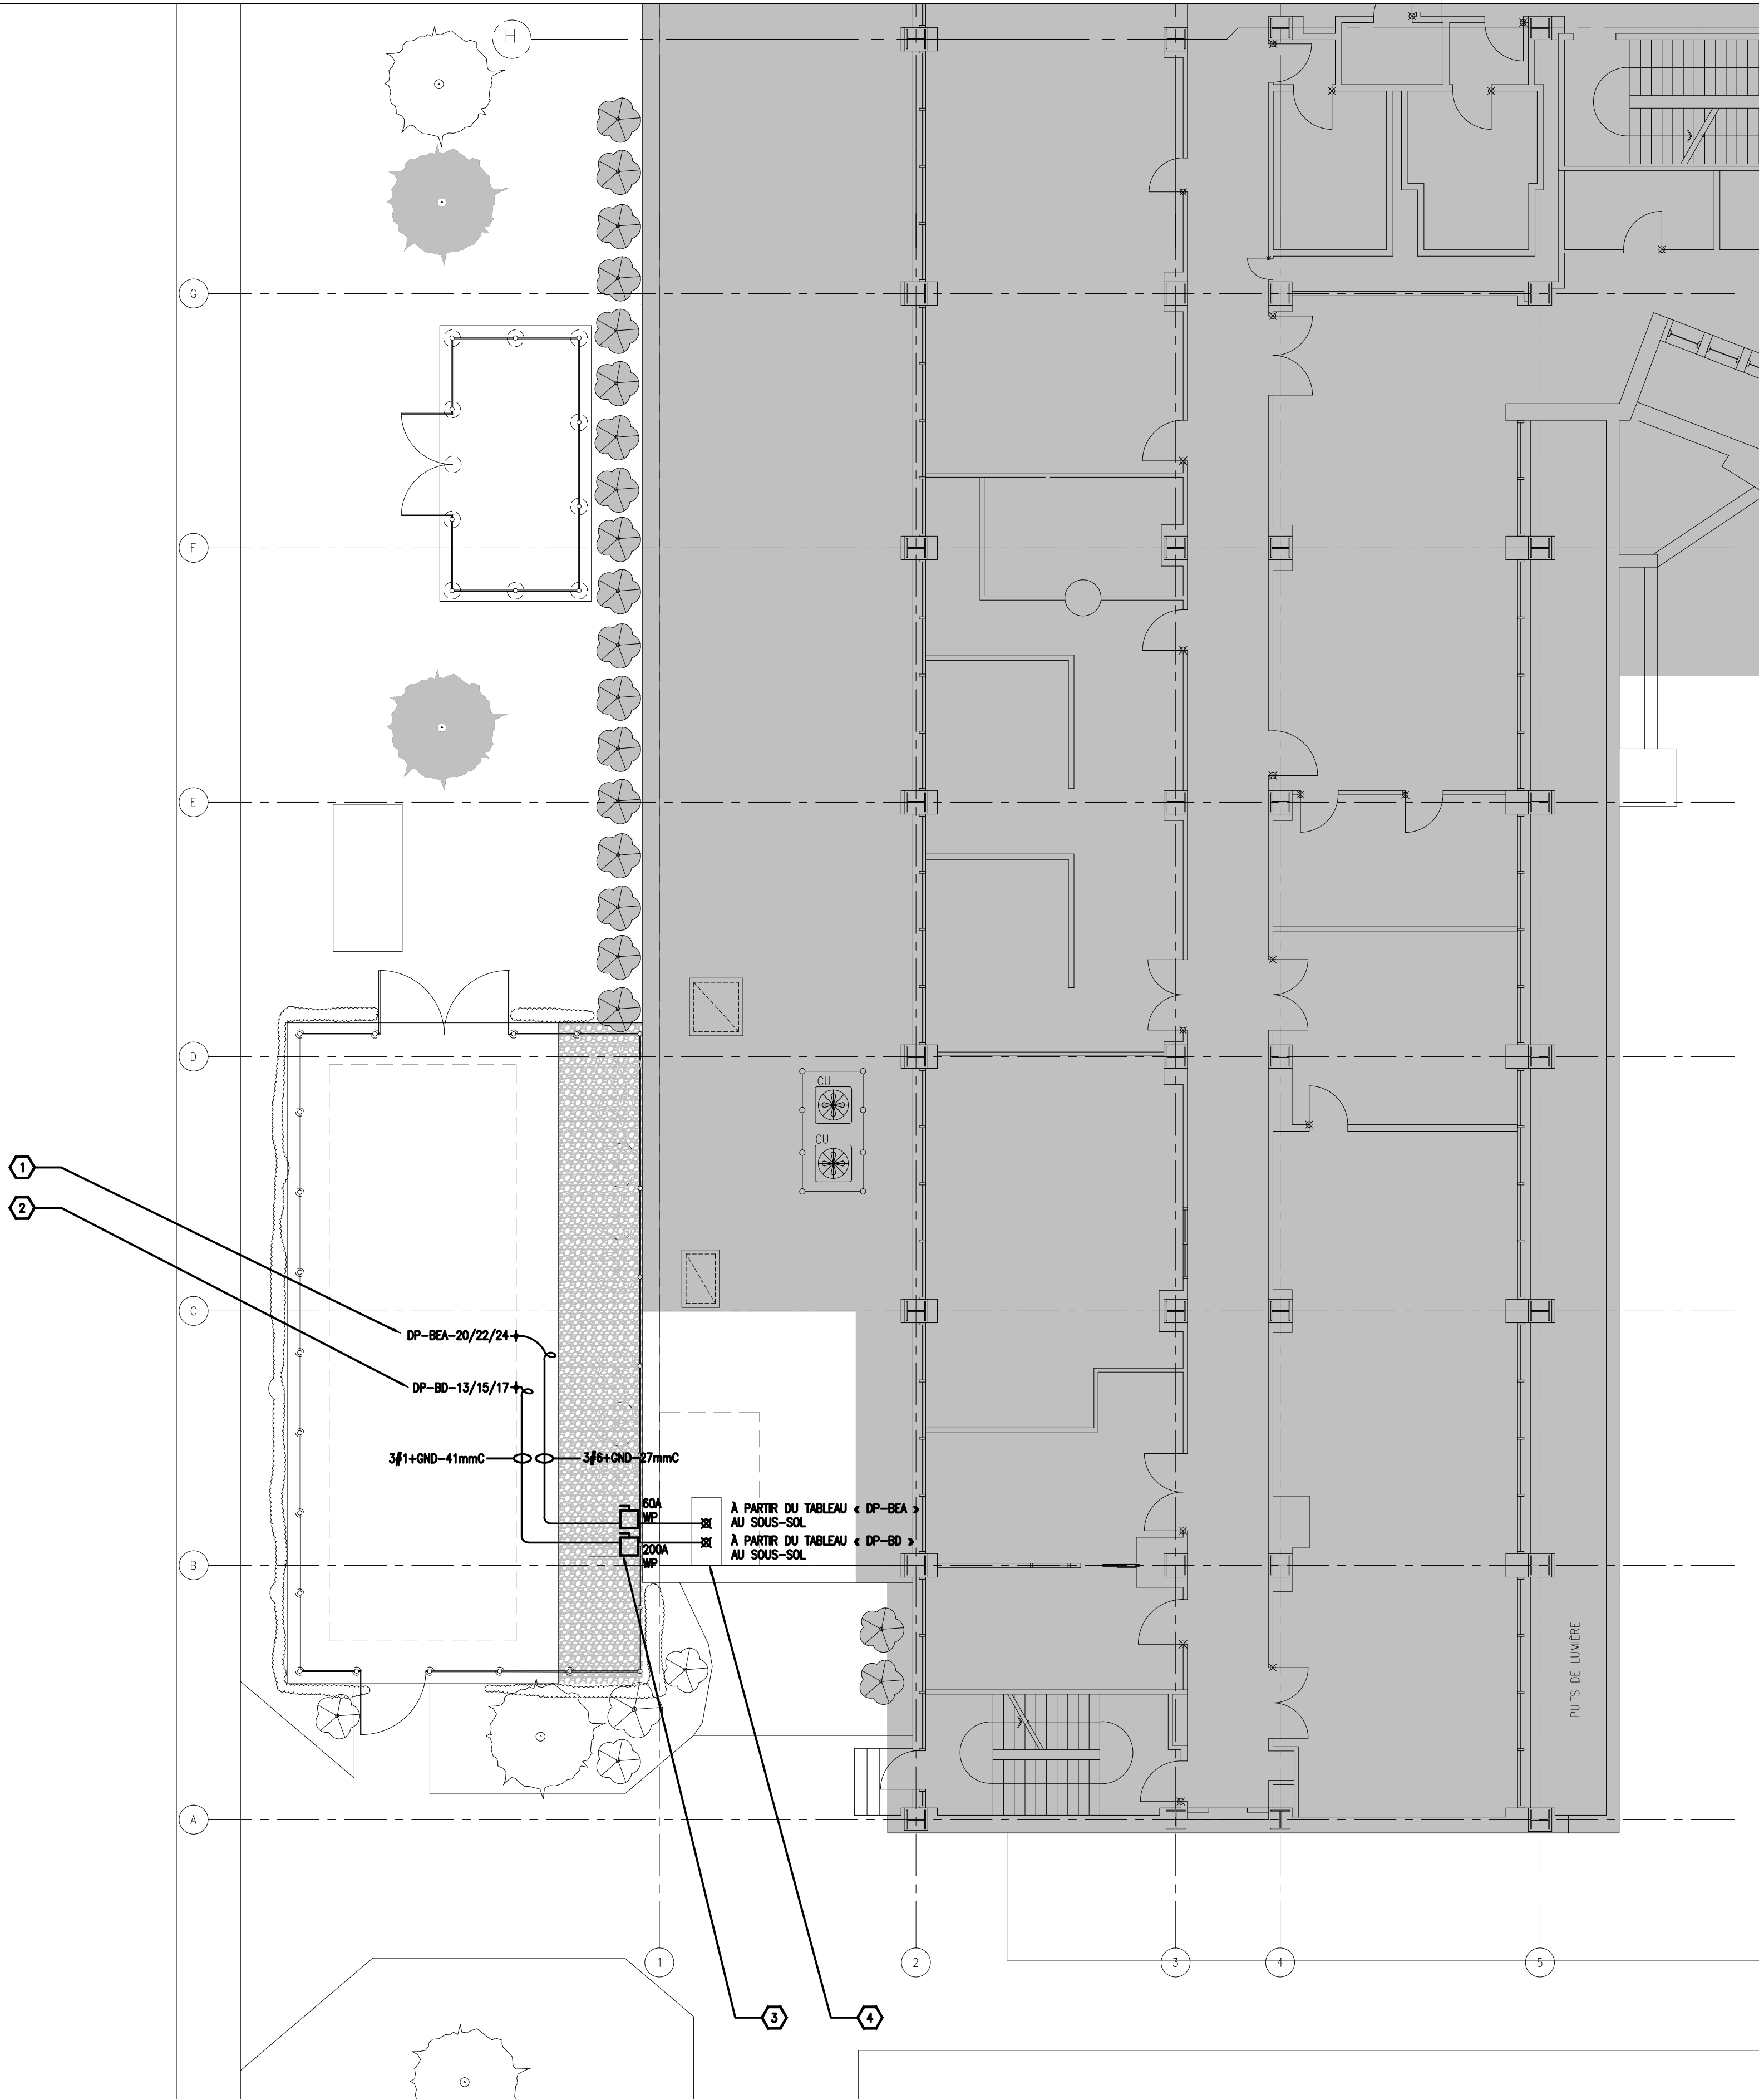 H
G
F
E
D
CU
CU
1
2
C
DP-BEA-20/22/24
DP-BD-13/15/17
3#1+GND-41mmC
3#6+GND-27mmC
60A
WP
À PARTIR DU TABLEAU « DP-BEA »
AU SOUS-SOL
200A
WP
À PARTIR DU TABLEAU « DP-BD »
AU SOUS-SOL
B
PUITS DE LUMIÈRE
A
1
2
3
4
5
3
4